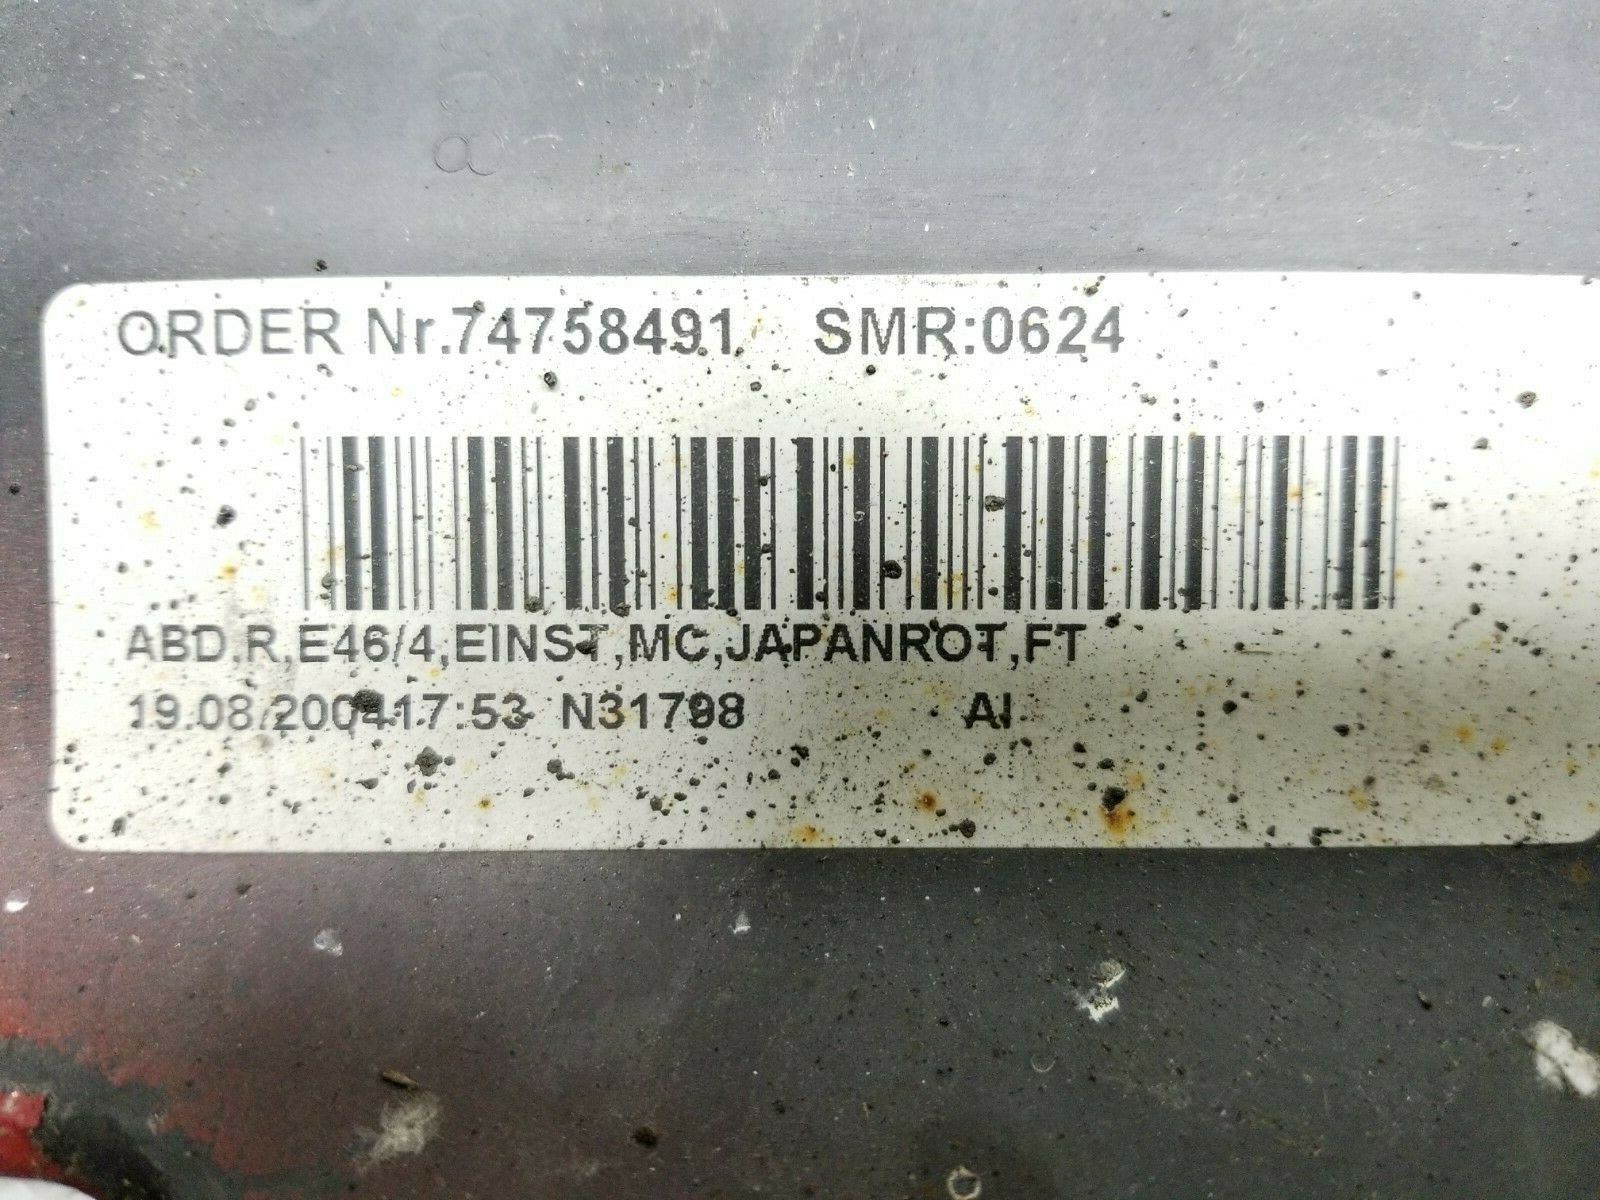 ORDER Nr.74758491 SMR:0624
ABD,R,E46/4,EINST,MC,JAPANROT,FT
19.08.200417:53 N31798 AI